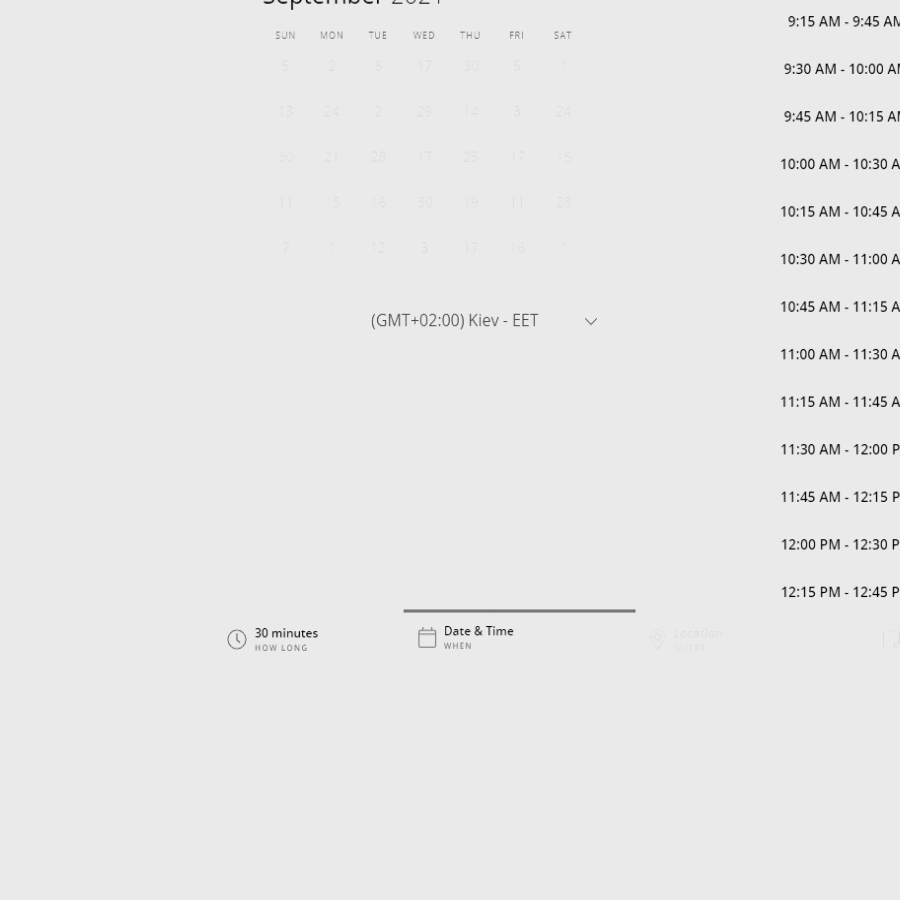 September 2021
SUN MON TUE WED THU FRI SAT
5 2 9 17 30 5 1
13 24 2 29 14 3 24
30 21 28 17 25 17 15
11 15 16 30 19 11 26
7 1 12 3 17 16 1
(GMT+02:00) Kiev - EET
9:15 AM - 9:45 AM
9:30 AM - 10:00 AM
9:45 AM - 10:15 AM
10:00 AM - 10:30 A
10:15 AM - 10:45 A
10:30 AM - 11:00 A
10:45 AM - 11:15 A
11:00 AM - 11:30 A
11:15 AM - 11:45 A
11:30 AM - 12:00 P
11:45 AM - 12:15 P
12:00 PM - 12:30 P
12:15 PM - 12:45 P
30 minutes
HOW LONG
Date & Time
WHEN
Location
WHERE